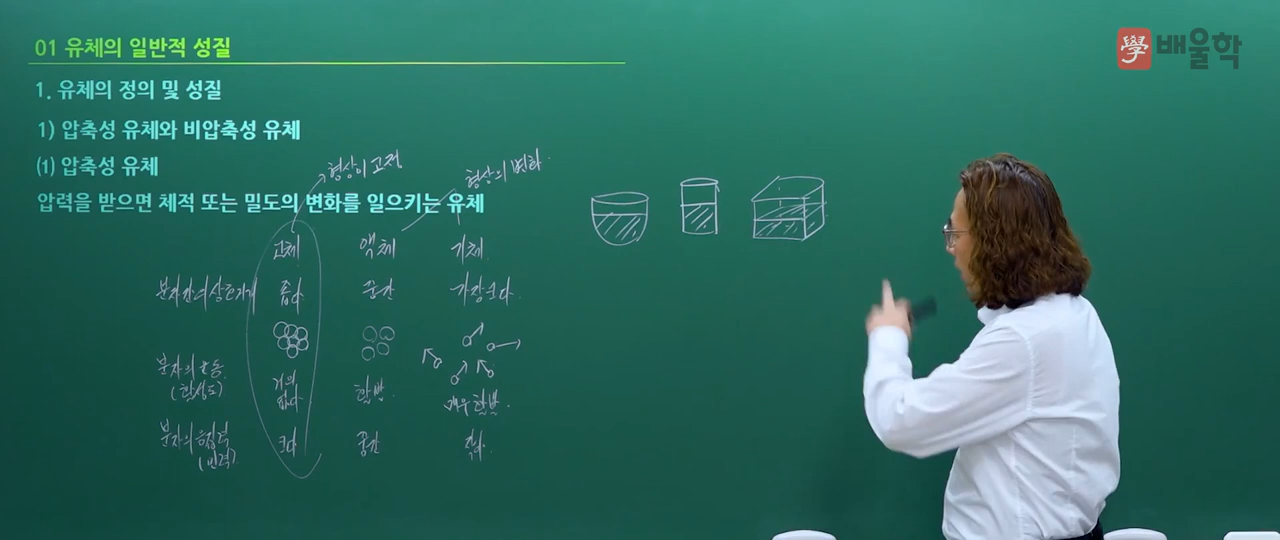 01 유체의 일반적 성질
學 배울학
1. 유체의 정의 및 성질
1) 압축성 유체와 비압축성 유체
(1) 압축성 유체
형상이 고정
형상의 변화.
압력을 받으면 체적 또는 밀도의 변화를 일으키는 유체
고체 액체 기체.
분자간의 상호거리 좁다 중간 가장 크다.
분자의 운동 (활성도) 거의 없다. 활발. 매우 활발.
분자의 응집력 (인력). 크다 중간 작다.